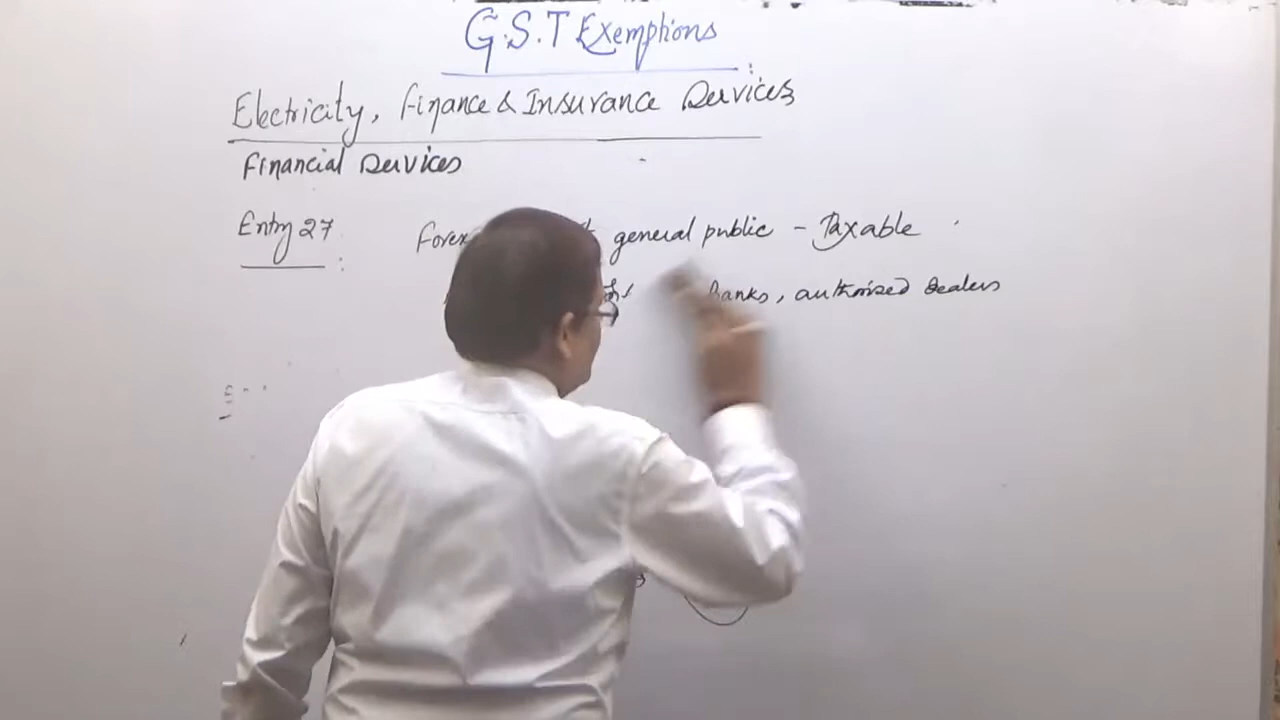 G.S.T Exemptions
Electricity, Finance & Insurance Services
Financial Services
Entry 27 : general public - Taxable
Banks, authorised Dealers